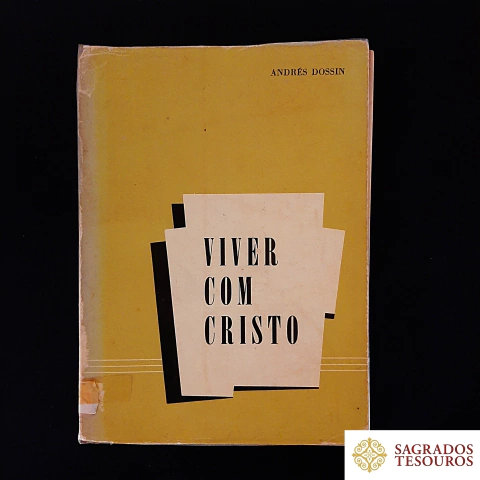 ANDRÉS DOSSIN
VIVER
COM
CRISTO
SAGRADOS
TESOUROS